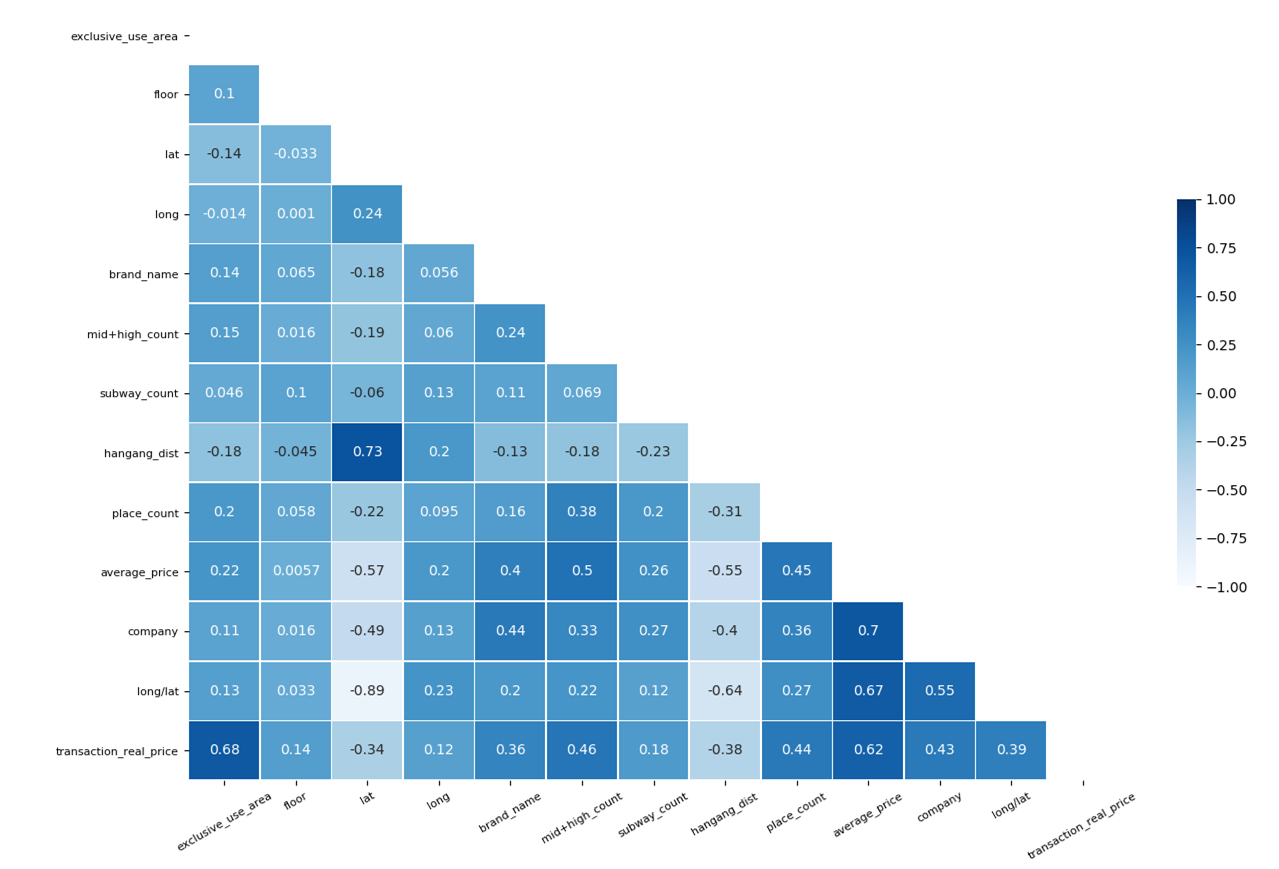 exclusive_use_area
floor 0.1
lat -0.14 -0.033
long -0.014 0.001 0.24
brand_name 0.14 0.065 -0.18 0.056
mid+high_count 0.15 0.016 -0.19 0.06 0.24
subway_count 0.046 0.1 -0.06 0.13 0.11 0.069
hangang_dist -0.18 -0.045 0.73 0.2 -0.13 -0.18 -0.23
place_count 0.2 0.058 -0.22 0.095 0.16 0.38 0.2 -0.31
average_price 0.22 0.0057 -0.57 0.2 0.4 0.5 0.26 -0.55 0.45
company 0.11 0.016 -0.49 0.13 0.44 0.33 0.27 -0.4 0.36 0.7
long/lat 0.13 0.033 -0.89 0.23 0.2 0.22 0.12 -0.64 0.27 0.67 0.55
transaction_real_price 0.68 0.14 -0.34 0.12 0.36 0.46 0.18 -0.38 0.44 0.62 0.43 0.39
exclusive_use_area floor lat long brand_name mid+high_count subway_count hangang_dist place_count average_price company long/lat transaction_real_price
1.00
0.75
0.50
0.25
0.00
−0.25
−0.50
−0.75
−1.00